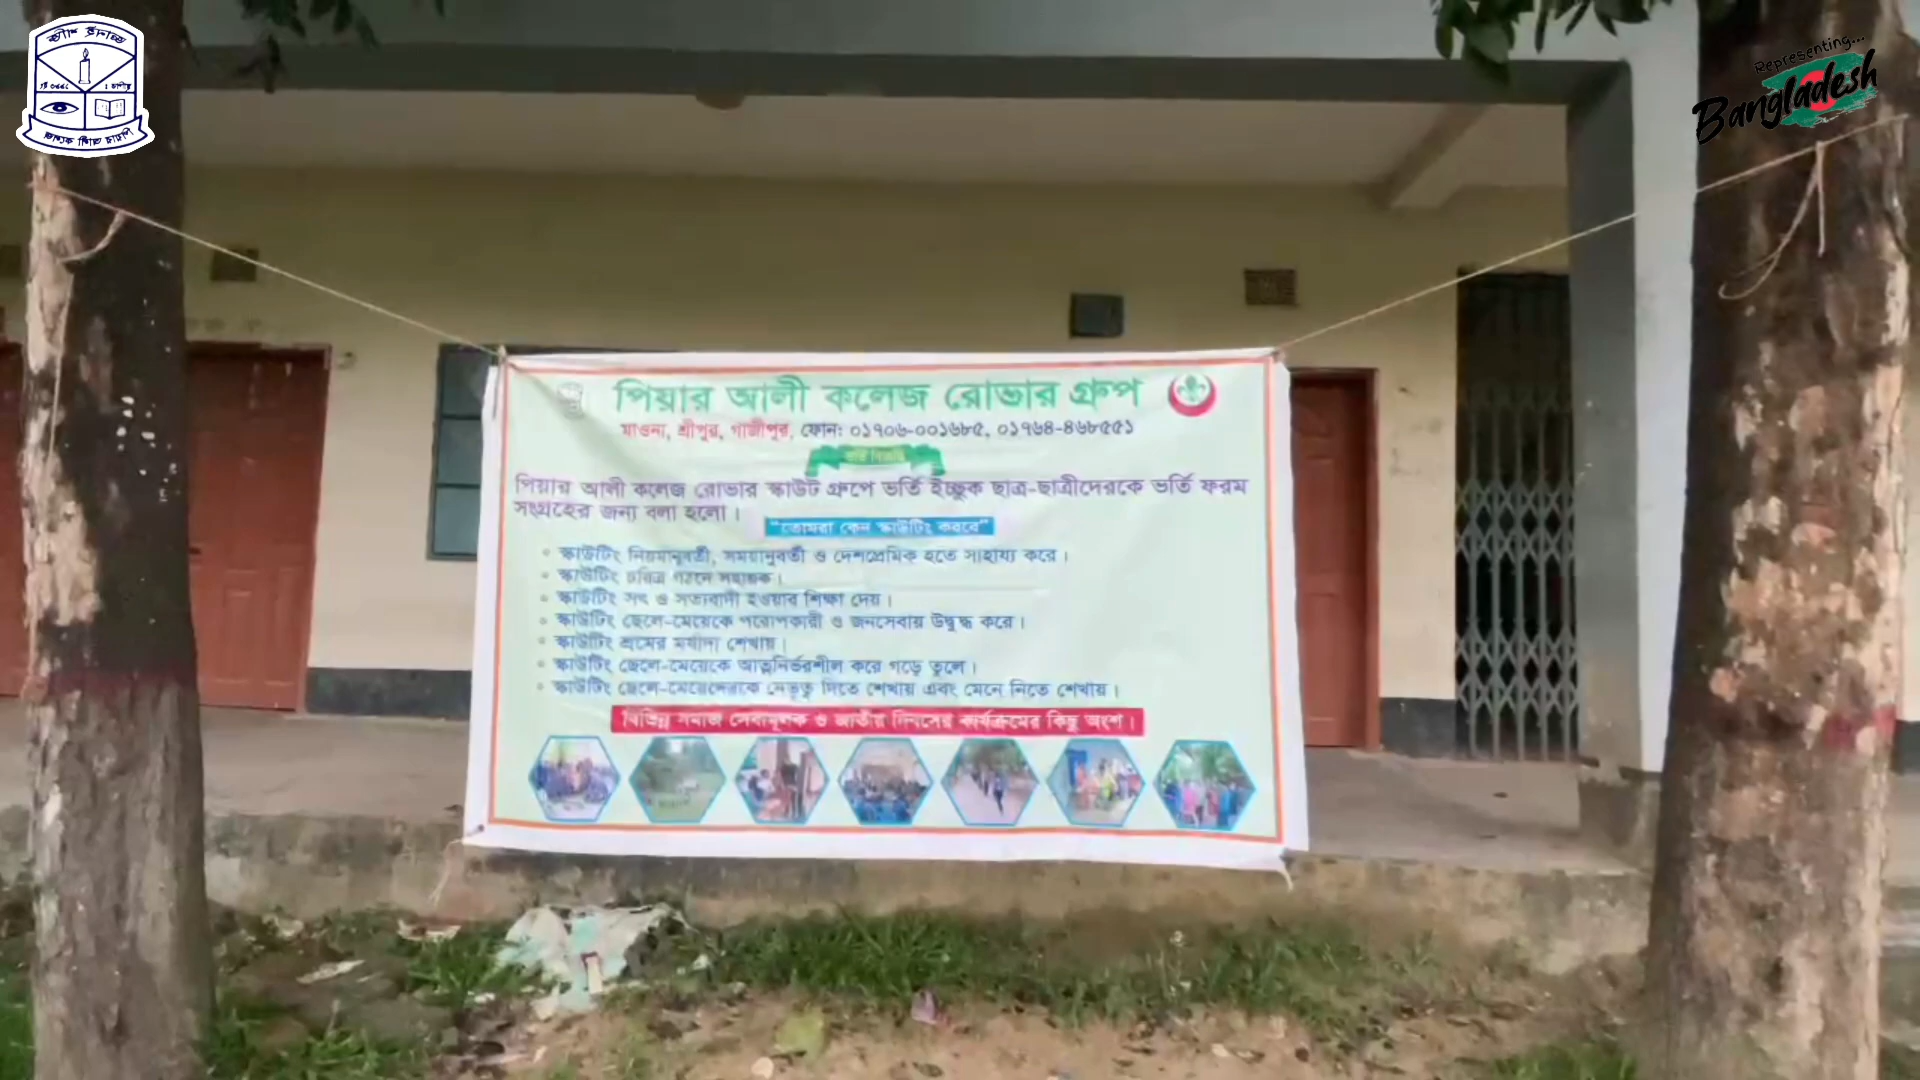 Representing...
Bangladesh
পিয়ার আলী কলেজ রোভার গ্রুপ
মাওনা, শ্রীপুর, গাজীপুর, ফোন: ০১৭০৬-০০১৬৮৫, ০১৭৬৪-৪৬৮৫৫১
ভর্তি বিজ্ঞপ্তি
পিয়ার আলী কলেজ রোভার স্কাউট গ্রুপে ভর্তি ইচ্ছুক ছাত্র-ছাত্রীদেরকে ভর্তি ফরম
সংগ্রহের জন্য বলা হলো।
"তোমরা কেন স্কাউটিং করবে"
স্কাউটিং নিয়মানুবর্তী, সময়ানুবর্তী ও দেশপ্রেমিক হতে সাহায্য করে।
স্কাউটিং চরিত্র গঠনে সহায়ক।
স্কাউটিং সৎ ও সত্যবাদী হওয়ার শিক্ষা দেয়।
স্কাউটিং ছেলে-মেয়েকে পরোপকারী ও জনসেবায় উদ্বুদ্ধ করে।
স্কাউটিং শ্রমের মর্যাদা শেখায়।
স্কাউটিং ছেলে-মেয়েকে আত্ননির্ভরশীল করে গড়ে তুলে।
স্কাউটিং ছেলে-মেয়েদেরকে নেতৃত্ব দিতে শেখায় এবং মেনে নিতে শেখায়।
বিভিন্ন সমাজ সেবামূলক ও জাতীয় দিবসের কার্যক্রমের কিছু অংশ।